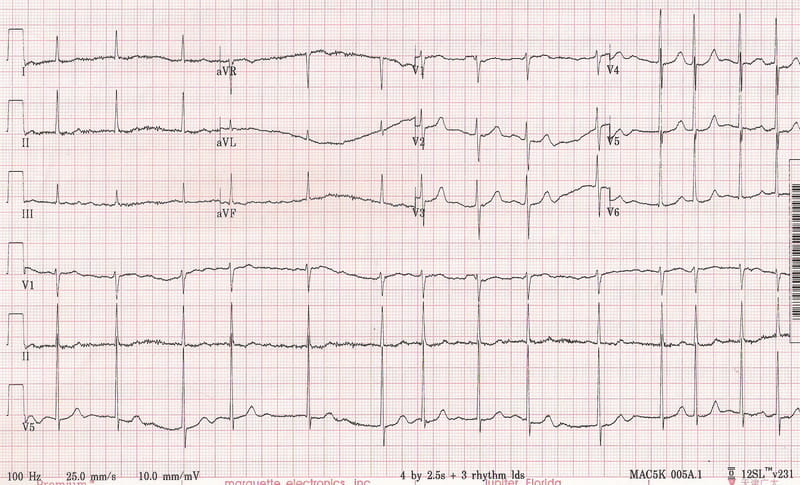 I aVR V1 V4
II aVL V2 V5
III aVF V3 V6
V1
II
V5
100 Hz 25.0 mm/s 10.0 mm/mV 4 by 2.5s + 3 rhythm lds MAC5K 005A.1 12SL™ v231
Premium marquette electronics, inc. Jupiter, Florida